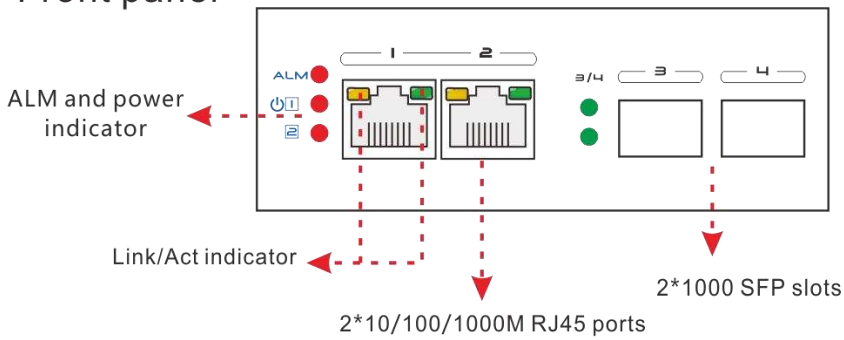 Front panel
1
2
ALM
3/4
3
4
1
2
ALM and power
indicator
Link/Act indicator
2*1000 SFP slots
2*10/100/1000M RJ45 ports